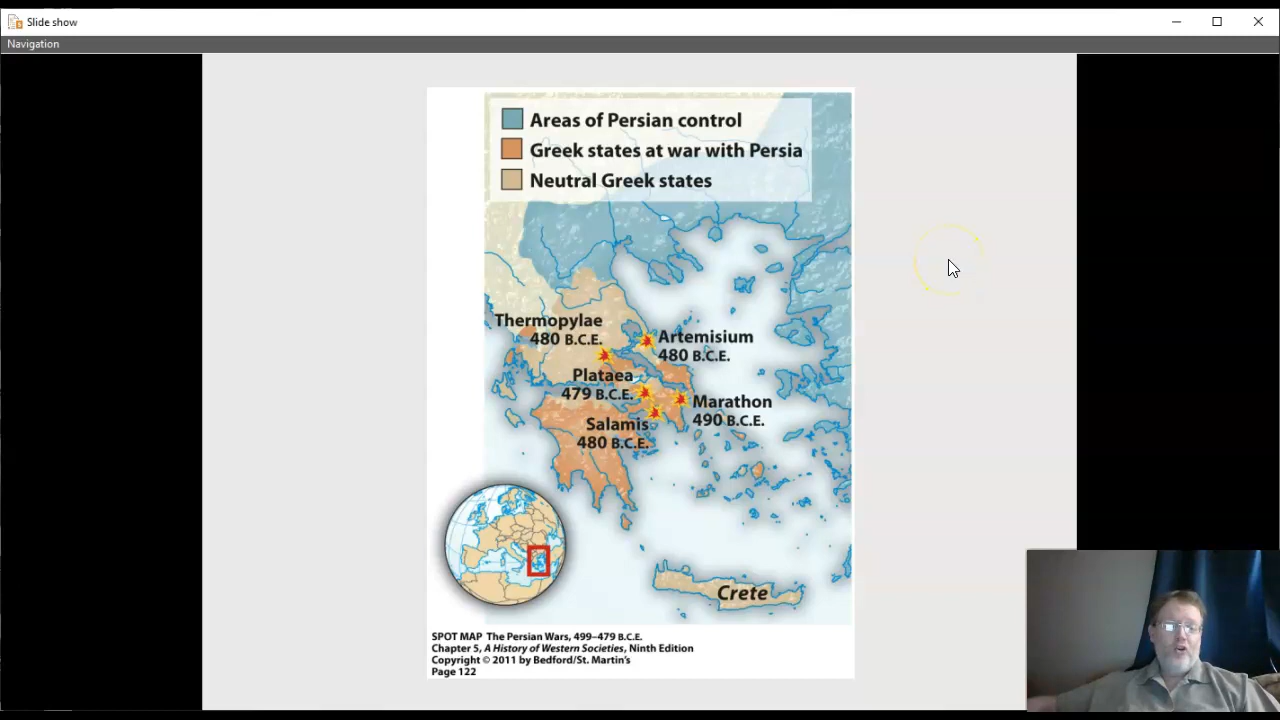 Slide show
Navigation
Areas of Persian control
Greek states at war with Persia
Neutral Greek states
Thermopylae
480 B.C.E.
Artemisium
480 B.C.E.
Plataea
479 B.C.E.
Marathon
490 B.C.E.
Salamis
480 B.C.E.
Crete
SPOT MAP The Persian Wars, 499–479 B.C.E.
Chapter 5, A History of Western Societies, Ninth Edition
Copyright © 2011 by Bedford/St. Martin's
Page 122